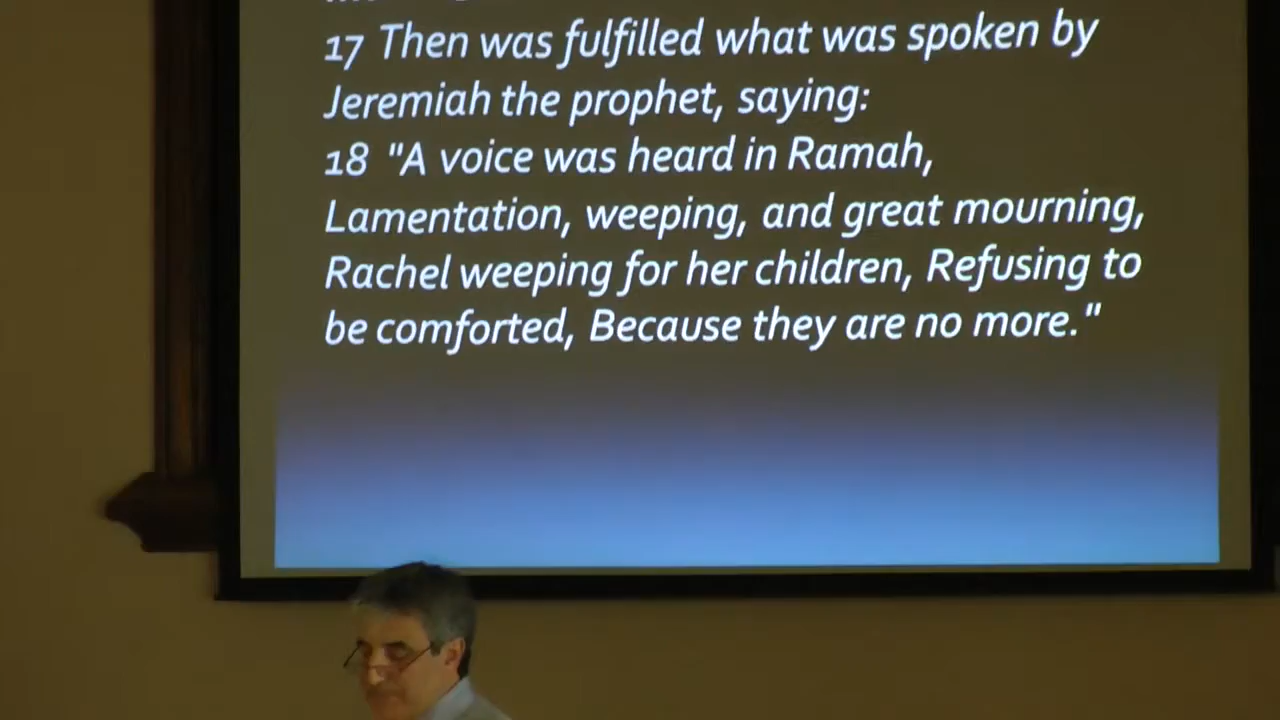 17 Then was fulfilled what was spoken by
Jeremiah the prophet, saying:
18 "A voice was heard in Ramah,
Lamentation, weeping, and great mourning,
Rachel weeping for her children, Refusing to
be comforted, Because they are no more."